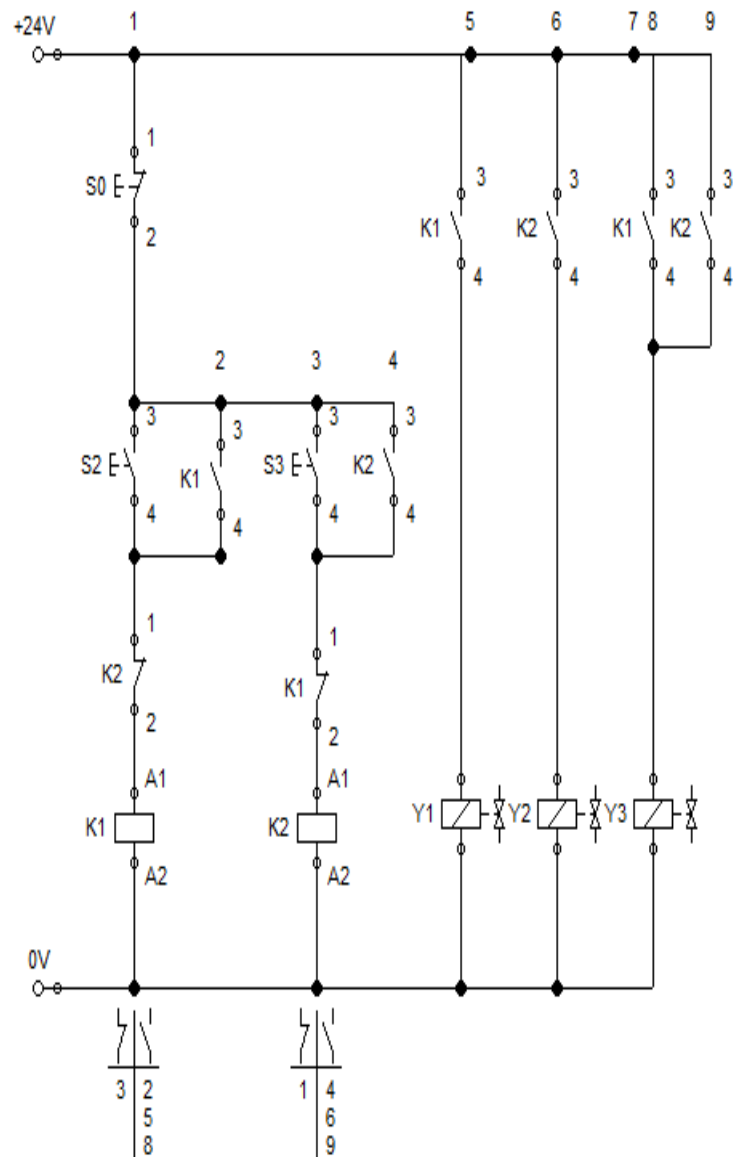 1 5 6 7 8 9
+24V
1
S0
2
3 3 3 3
K1 K2 K1 K2
4 4 4 4
2 3 4
3 3 3 3
S2 K1 S3 K2
4 4 4 4
1 1
K2 K1
2 2
A1 A1
K1 K2 Y1 Y2 Y3
A2 A2
0V
3 2 1 4
5 6
8 9